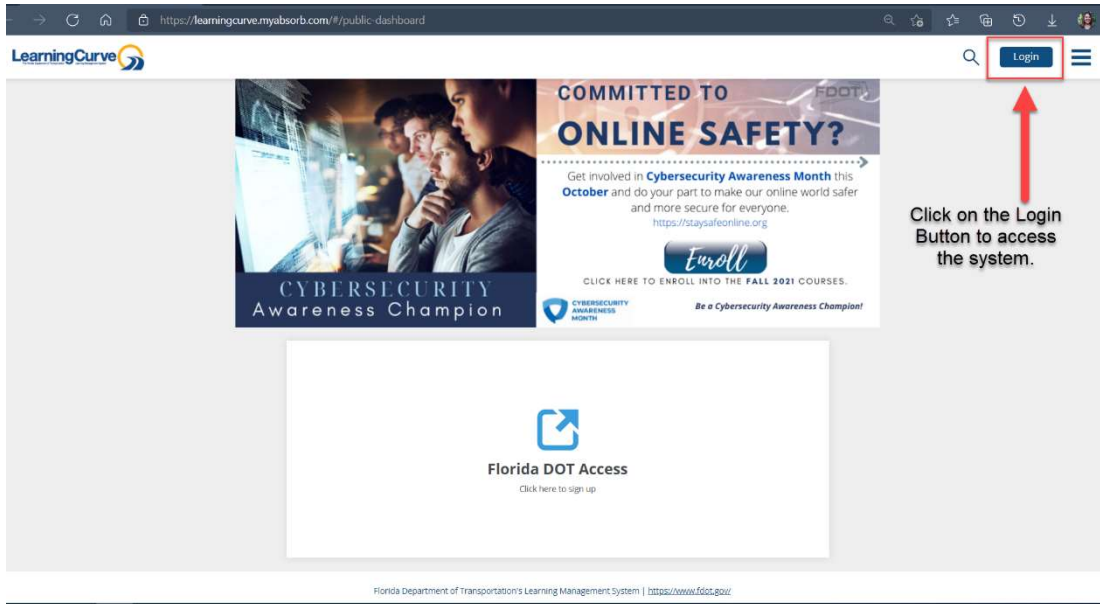 https://learningcurve.myabsorb.com/#/public-dashboard
LearningCurve
Login
COMMITTED TO
FDOT
ONLINE SAFETY?
Get involved in Cybersecurity Awareness Month this
October and do your part to make our online world safer
and more secure for everyone.
https://staysafeonline.org
Enroll
CLICK HERE TO ENROLL INTO THE FALL 2021 COURSES.
CYBERSECURITY
Awareness Champion
CYBERSECURITY
AWARENESS
MONTH
Be a Cybersecurity Awareness Champion!
Click on the Login
Button to access
the system.
Florida DOT Access
Click here to sign up
Florida Department of Transportation's Learning Management System | https://www.fdot.gov/